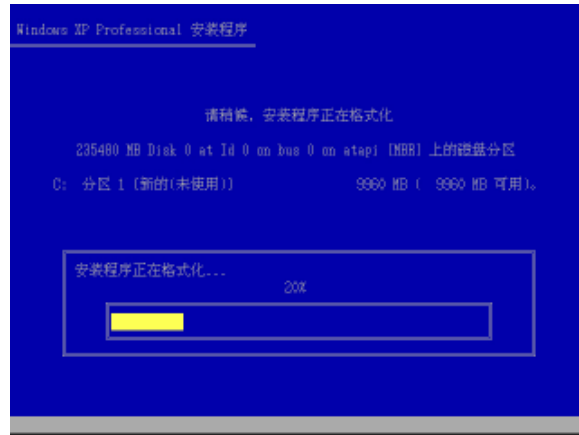 Windows XP Professional 安装程序
请稍候，安装程序正在格式化
235480 MB Disk 0 at Id 0 on bus 0 on atapi [MBR] 上的磁盘分区
C: 分区 1 [新的(未使用)] 9960 MB ( 9960 MB 可用)。
安装程序正在格式化...
20%